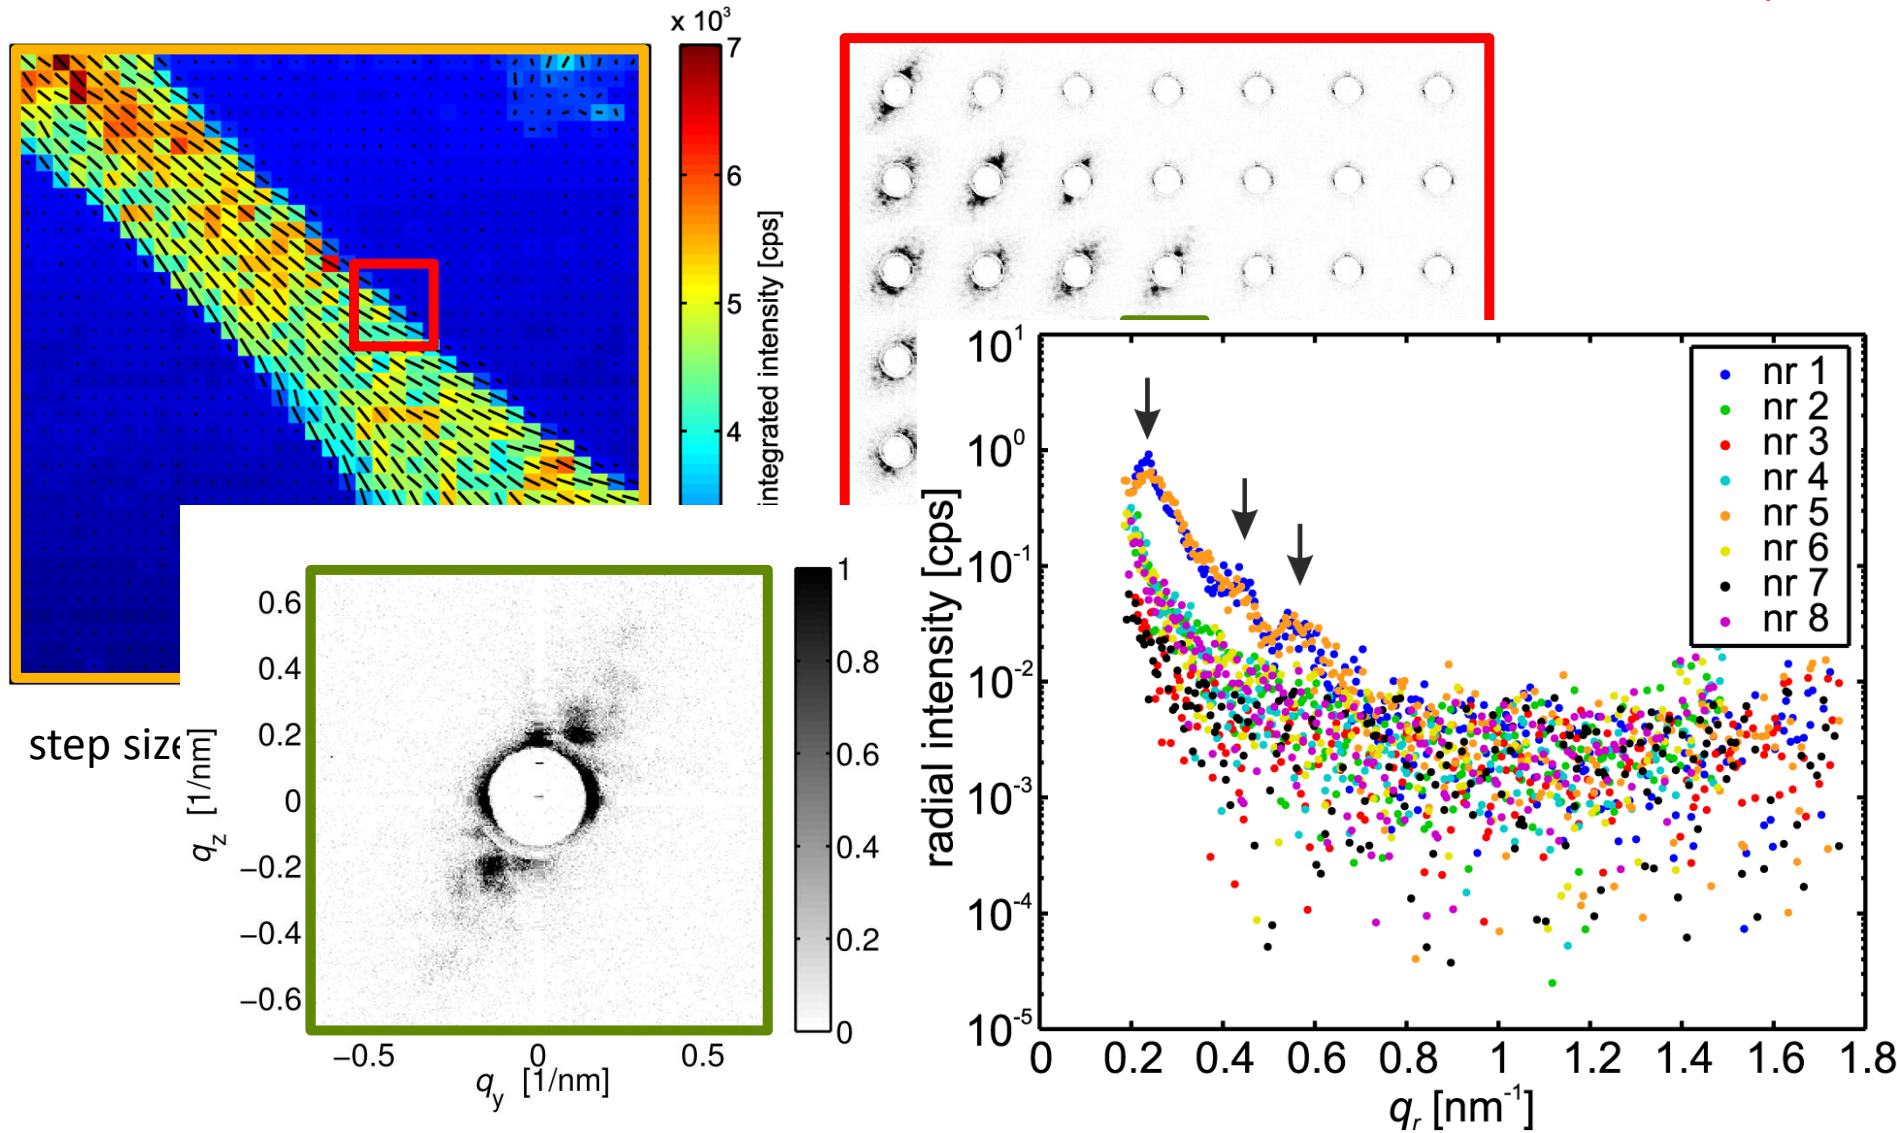 x 10³
7
6
5
4
integrated intensity [cps]
step size
0.6
0.4
0.2
0
−0.2
−0.4
−0.6
qz [1/nm]
−0.5
0
0.5
qy [1/nm]
1
0.8
0.6
0.4
0.2
0
10¹
10⁰
10⁻¹
10⁻²
10⁻³
10⁻⁴
10⁻⁵
radial intensity [cps]
nr 1
nr 2
nr 3
nr 4
nr 5
nr 6
nr 7
nr 8
0
0.2
0.4
0.6
0.8
1
1.2
1.4
1.6
1.8
qr [nm⁻¹]